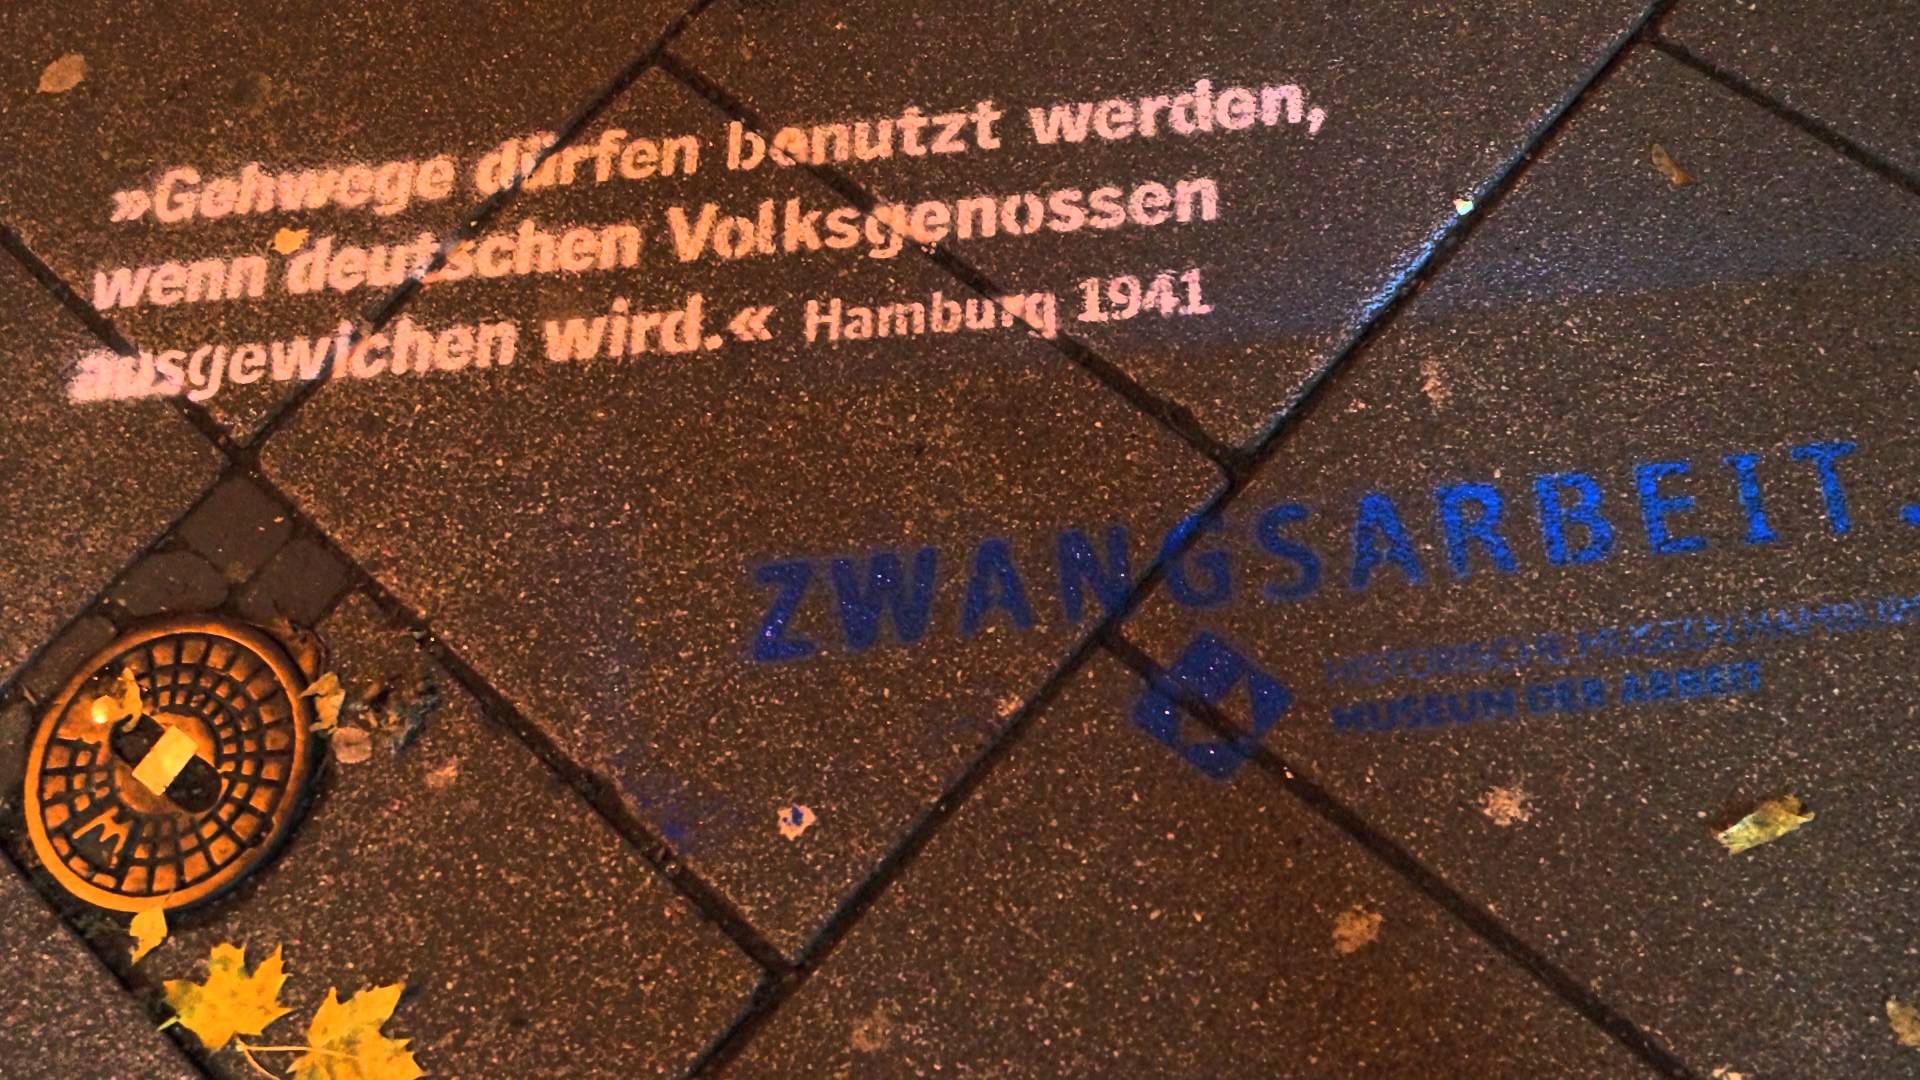 »Gehwege dürfen benutzt werden,
wenn deutschen Volksgenossen
ausgewichen wird.« Hamburg 1941
ZWANGSARBEIT.
HISTORISCHE MUSEEN HAMBURG
MUSEUM DER ARBEIT